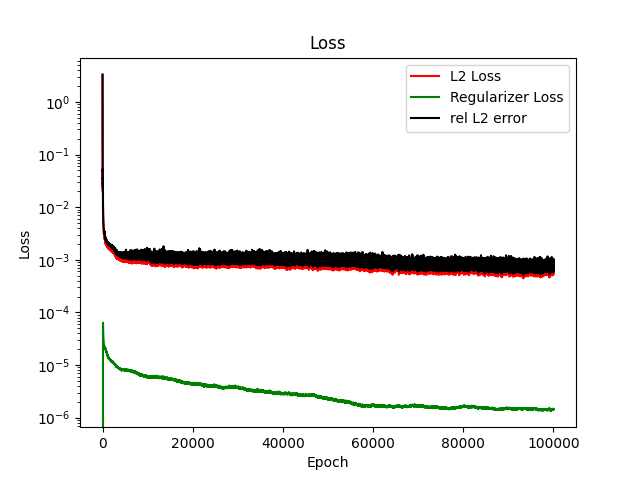 Loss
L2 Loss
Regularizer Loss
rel L2 error
Loss
10^0
10^-1
10^-2
10^-3
10^-4
10^-5
10^-6
0 20000 40000 60000 80000 100000
Epoch